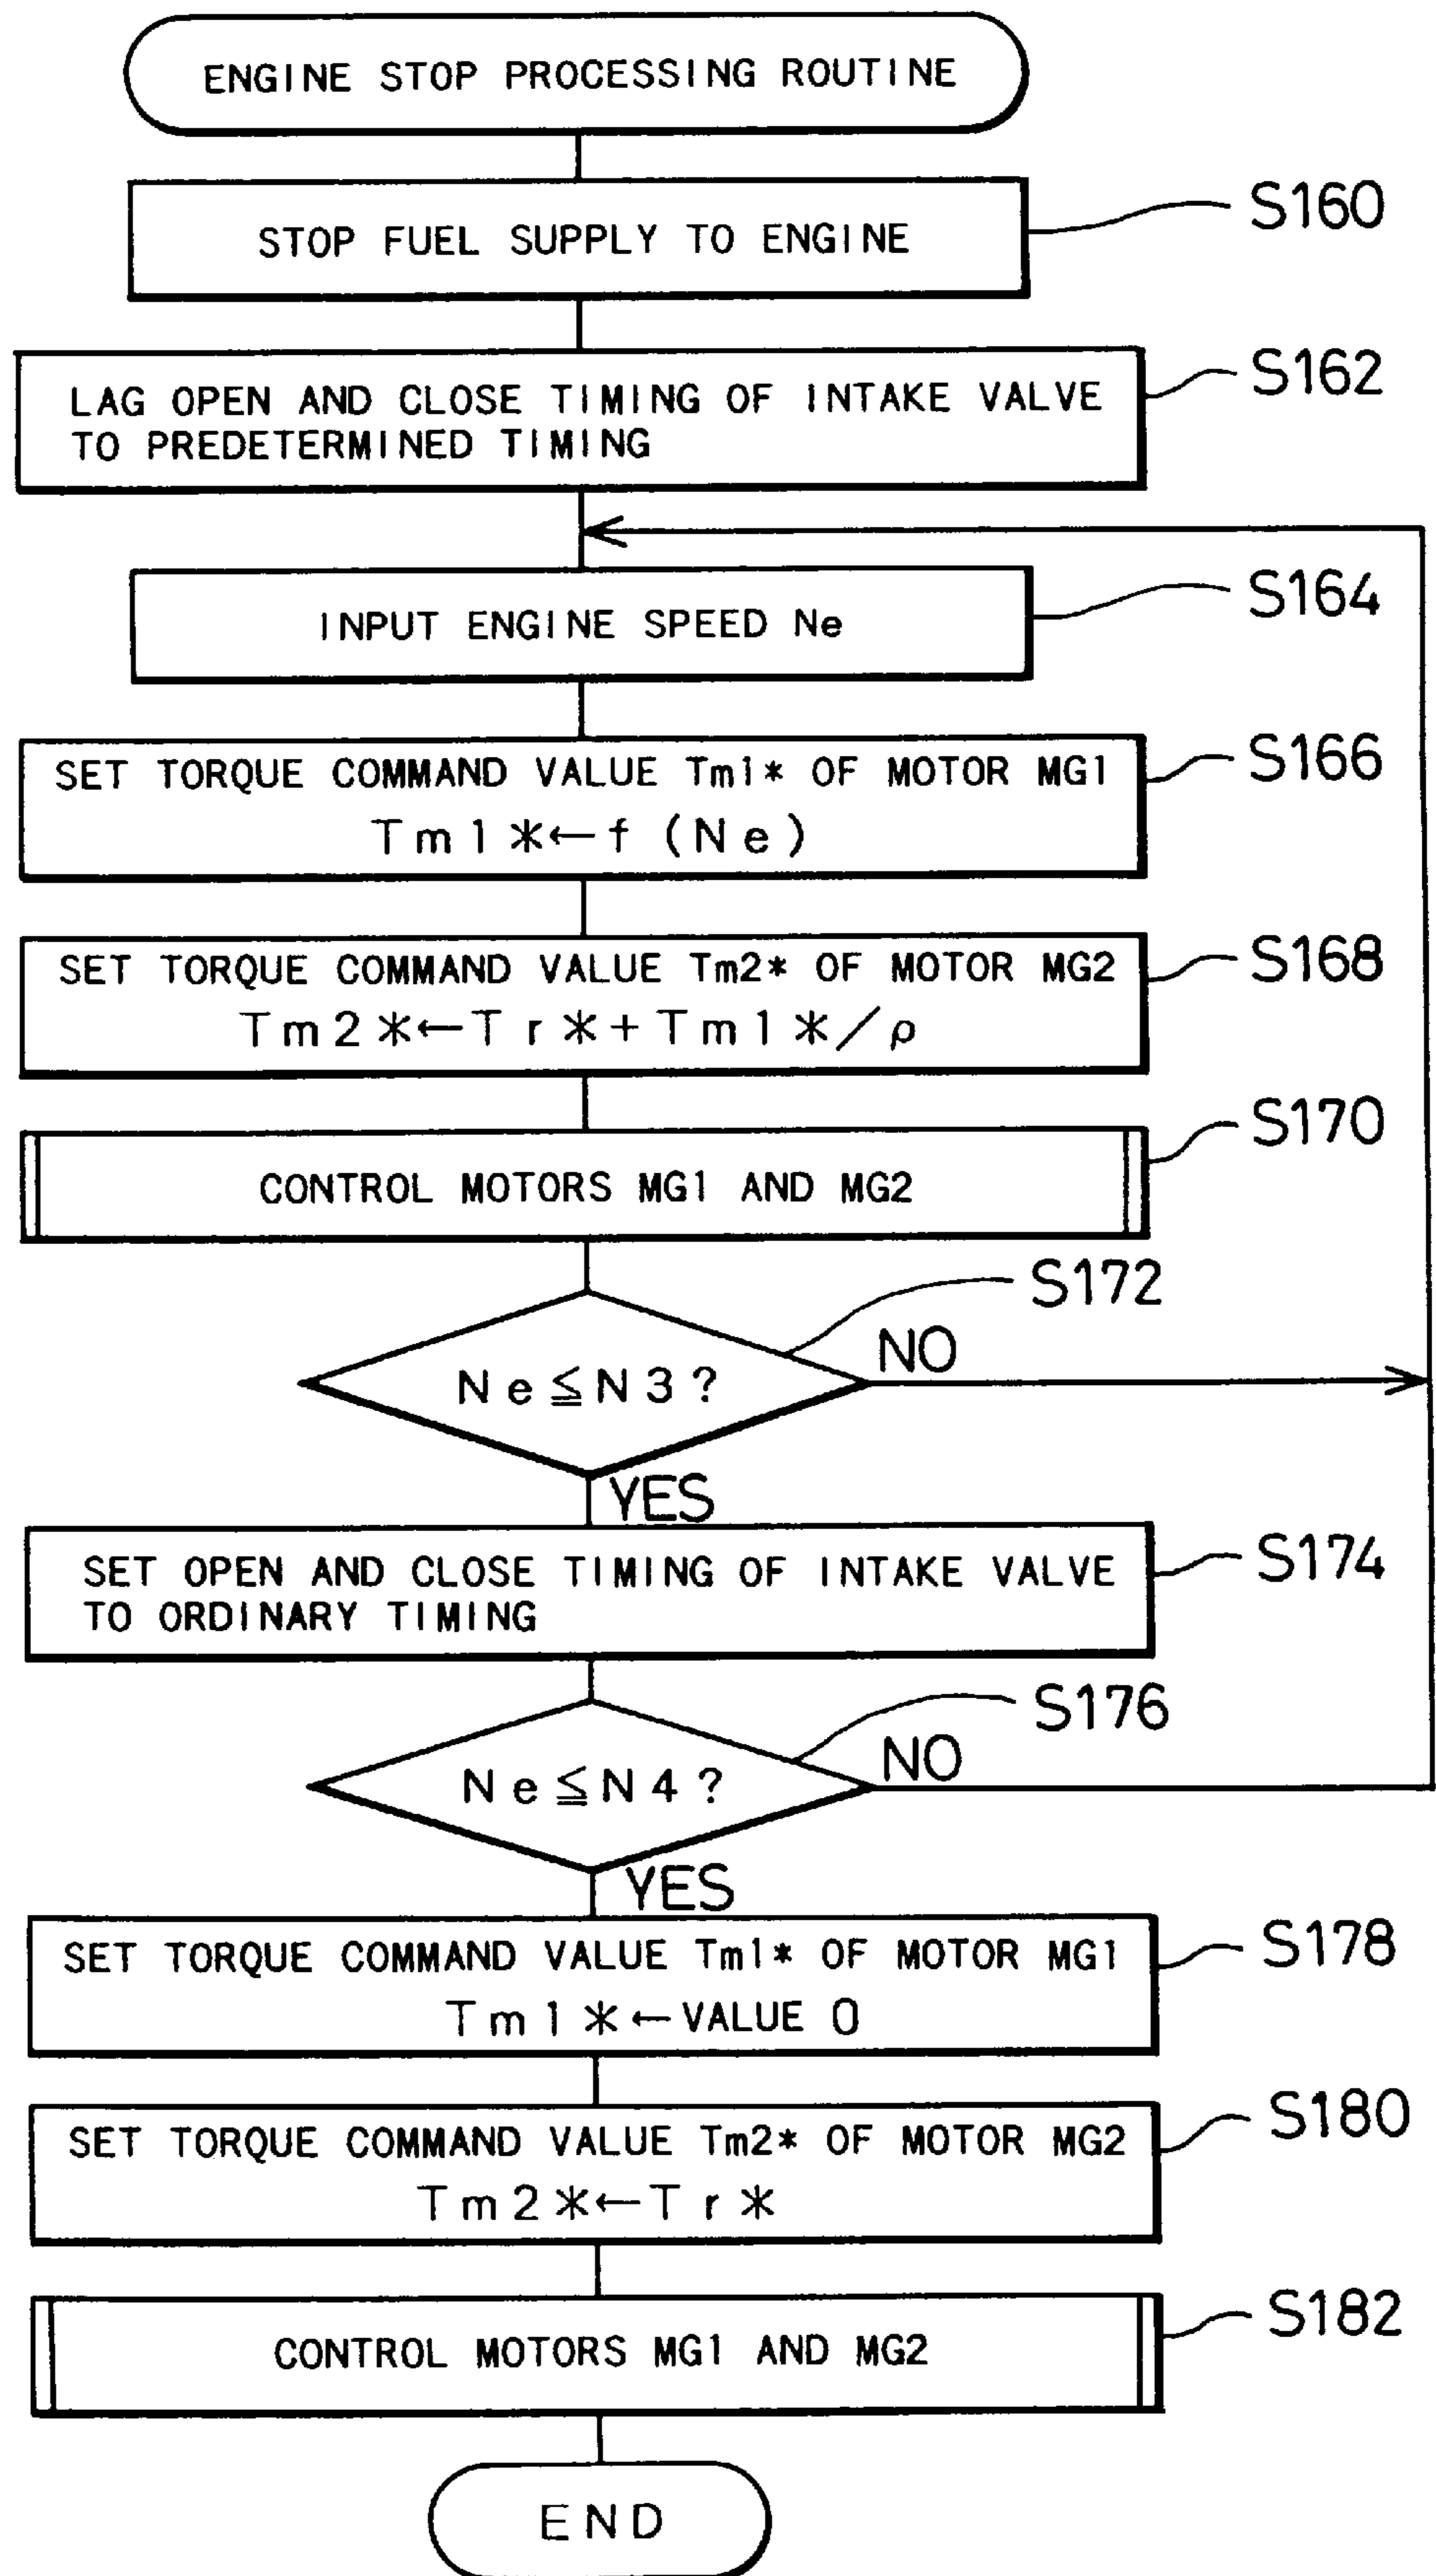 ENGINE STOP PROCESSING ROUTINE
STOP FUEL SUPPLY TO ENGINE
S160
LAG OPEN AND CLOSE TIMING OF INTAKE VALVE
TO PREDETERMINED TIMING
S162
INPUT ENGINE SPEED Ne
S164
SET TORQUE COMMAND VALUE Tm1* OF MOTOR MG1
Tm1*←f(Ne)
S166
SET TORQUE COMMAND VALUE Tm2* OF MOTOR MG2
Tm2*←Tr*+Tm1*/ρ
S168
CONTROL MOTORS MG1 AND MG2
S170
S172
Ne≦N3?
NO
YES
SET OPEN AND CLOSE TIMING OF INTAKE VALVE
TO ORDINARY TIMING
S174
S176
Ne≦N4?
NO
YES
SET TORQUE COMMAND VALUE Tm1* OF MOTOR MG1
Tm1*←VALUE 0
S178
SET TORQUE COMMAND VALUE Tm2* OF MOTOR MG2
Tm2*←Tr*
S180
CONTROL MOTORS MG1 AND MG2
S182
END